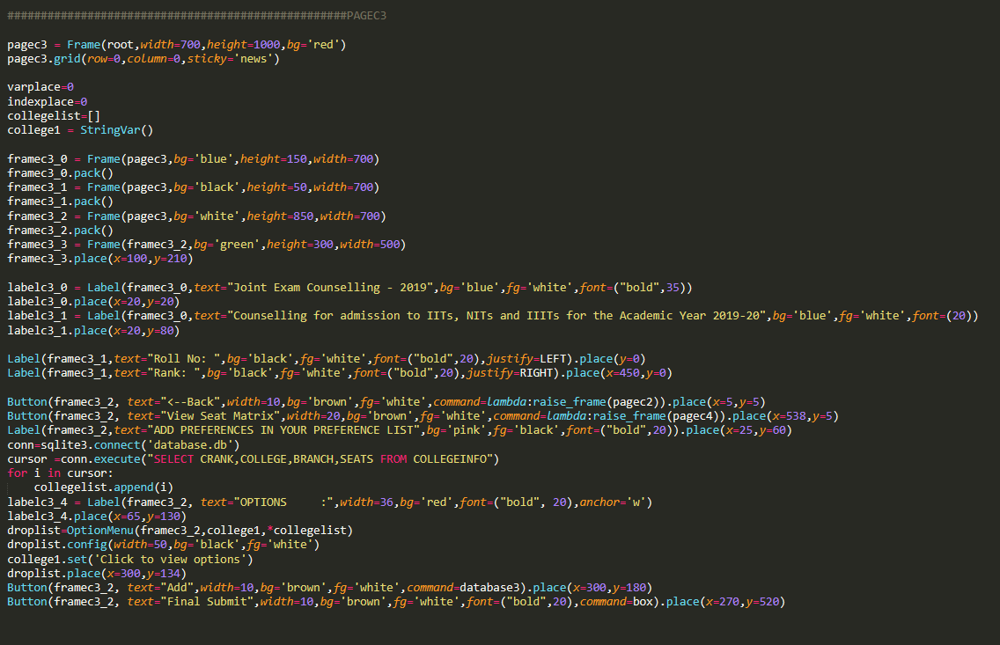 ###################################################PAGEC3
pagec3 = Frame(root,width=700,height=1000,bg='red')
pagec3.grid(row=0,column=0,sticky='news')
varplace=0
indexplace=0
collegelist=[]
college1 = StringVar()
framec3_0 = Frame(pagec3,bg='blue',height=150,width=700)
framec3_0.pack()
framec3_1 = Frame(pagec3,bg='black',height=50,width=700)
framec3_1.pack()
framec3_2 = Frame(pagec3,bg='white',height=850,width=700)
framec3_2.pack()
framec3_3 = Frame(framec3_2,bg='green',height=300,width=500)
framec3_3.place(x=100,y=210)
labelc3_0 = Label(framec3_0,text="Joint Exam Counselling - 2019",bg='blue',fg='white',font=("bold",35))
labelc3_0.place(x=20,y=20)
labelc3_1 = Label(framec3_0,text="Counselling for admission to IITs, NITs and IIITs for the Academic Year 2019-20",bg='blue',fg='white',font=(20))
labelc3_1.place(x=20,y=80)
Label(framec3_1,text="Roll No: ",bg='black',fg='white',font=("bold",20),justify=LEFT).place(y=0)
Label(framec3_1,text="Rank: ",bg='black',fg='white',font=("bold",20),justify=RIGHT).place(x=450,y=0)
Button(framec3_2, text="<--Back",width=10,bg='brown',fg='white',command=lambda:raise_frame(pagec2)).place(x=5,y=5)
Button(framec3_2, text="View Seat Matrix",width=20,bg='brown',fg='white',command=lambda:raise_frame(pagec4)).place(x=538,y=5)
Label(framec3_2,text="ADD PREFERENCES IN YOUR PREFERENCE LIST",bg='pink',fg='black',font=("bold",20)).place(x=25,y=60)
conn=sqlite3.connect('database.db')
cursor =conn.execute("SELECT CRANK,COLLEGE,BRANCH,SEATS FROM COLLEGEINFO")
for i in cursor:
    collegelist.append(i)
labelc3_4 = Label(framec3_2, text="OPTIONS     :",width=36,bg='red',font=("bold", 20),anchor='w')
labelc3_4.place(x=65,y=130)
droplist=OptionMenu(framec3_2,college1,*collegelist)
droplist.config(width=50,bg='black',fg='white')
college1.set('Click to view options')
droplist.place(x=300,y=134)
Button(framec3_2, text="Add",width=10,bg='brown',fg='white',command=database3).place(x=300,y=180)
Button(framec3_2, text="Final Submit",width=10,bg='brown',fg='white',font=("bold",20),command=box).place(x=270,y=520)